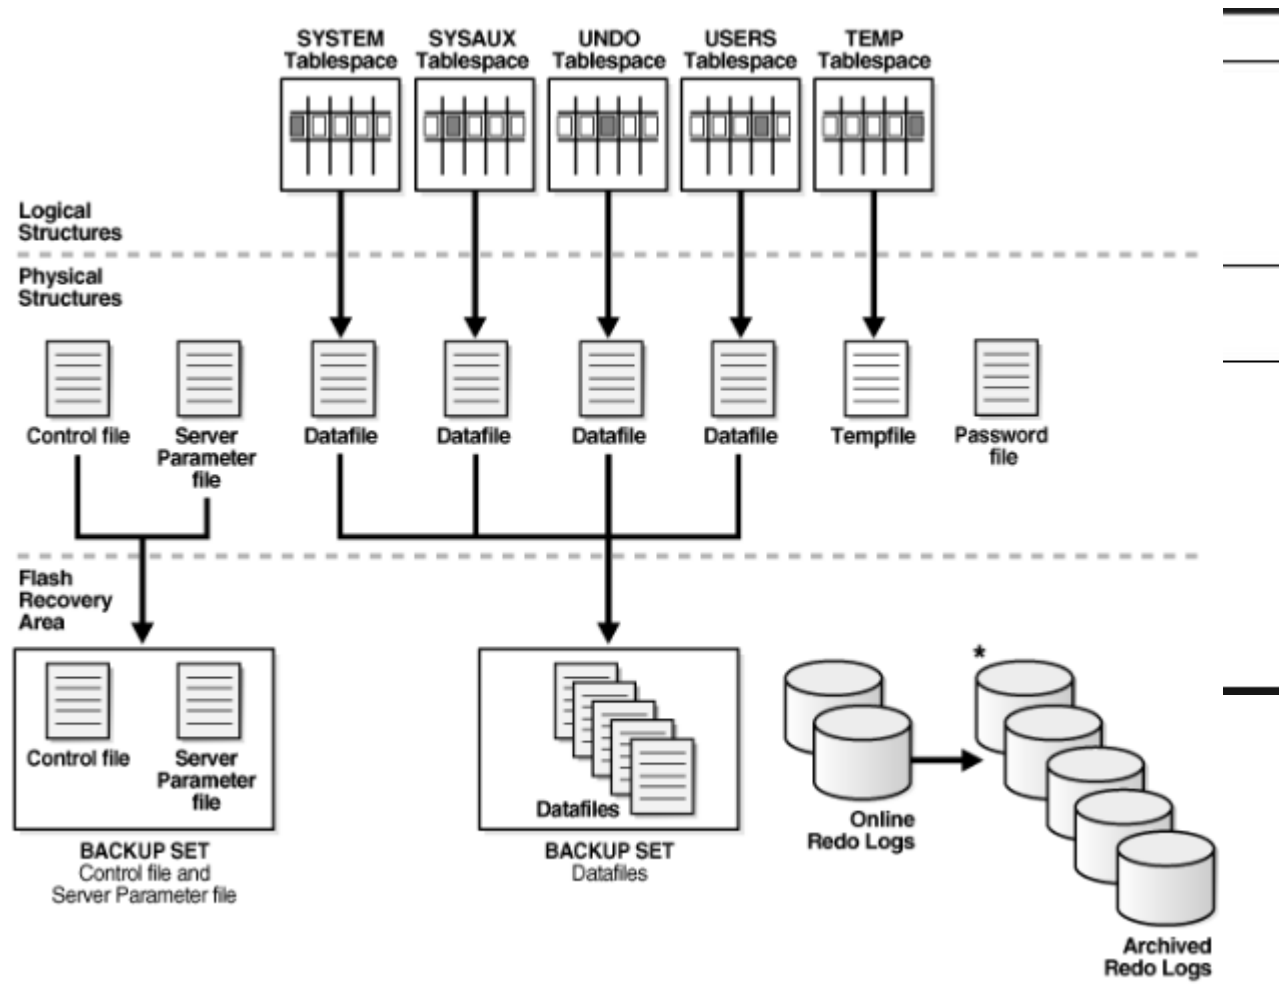 SYSTEM
Tablespace
SYSAUX
Tablespace
UNDO
Tablespace
USERS
Tablespace
TEMP
Tablespace
Logical
Structures
Physical
Structures
Control file
Server
Parameter
file
Datafile
Datafile
Datafile
Datafile
Tempfile
Password
file
Flash
Recovery
Area
Control file
Server
Parameter
file
BACKUP SET
Control file and
Server Parameter file
Datafiles
BACKUP SET
Datafiles
Online
Redo Logs
*
Archived
Redo Logs